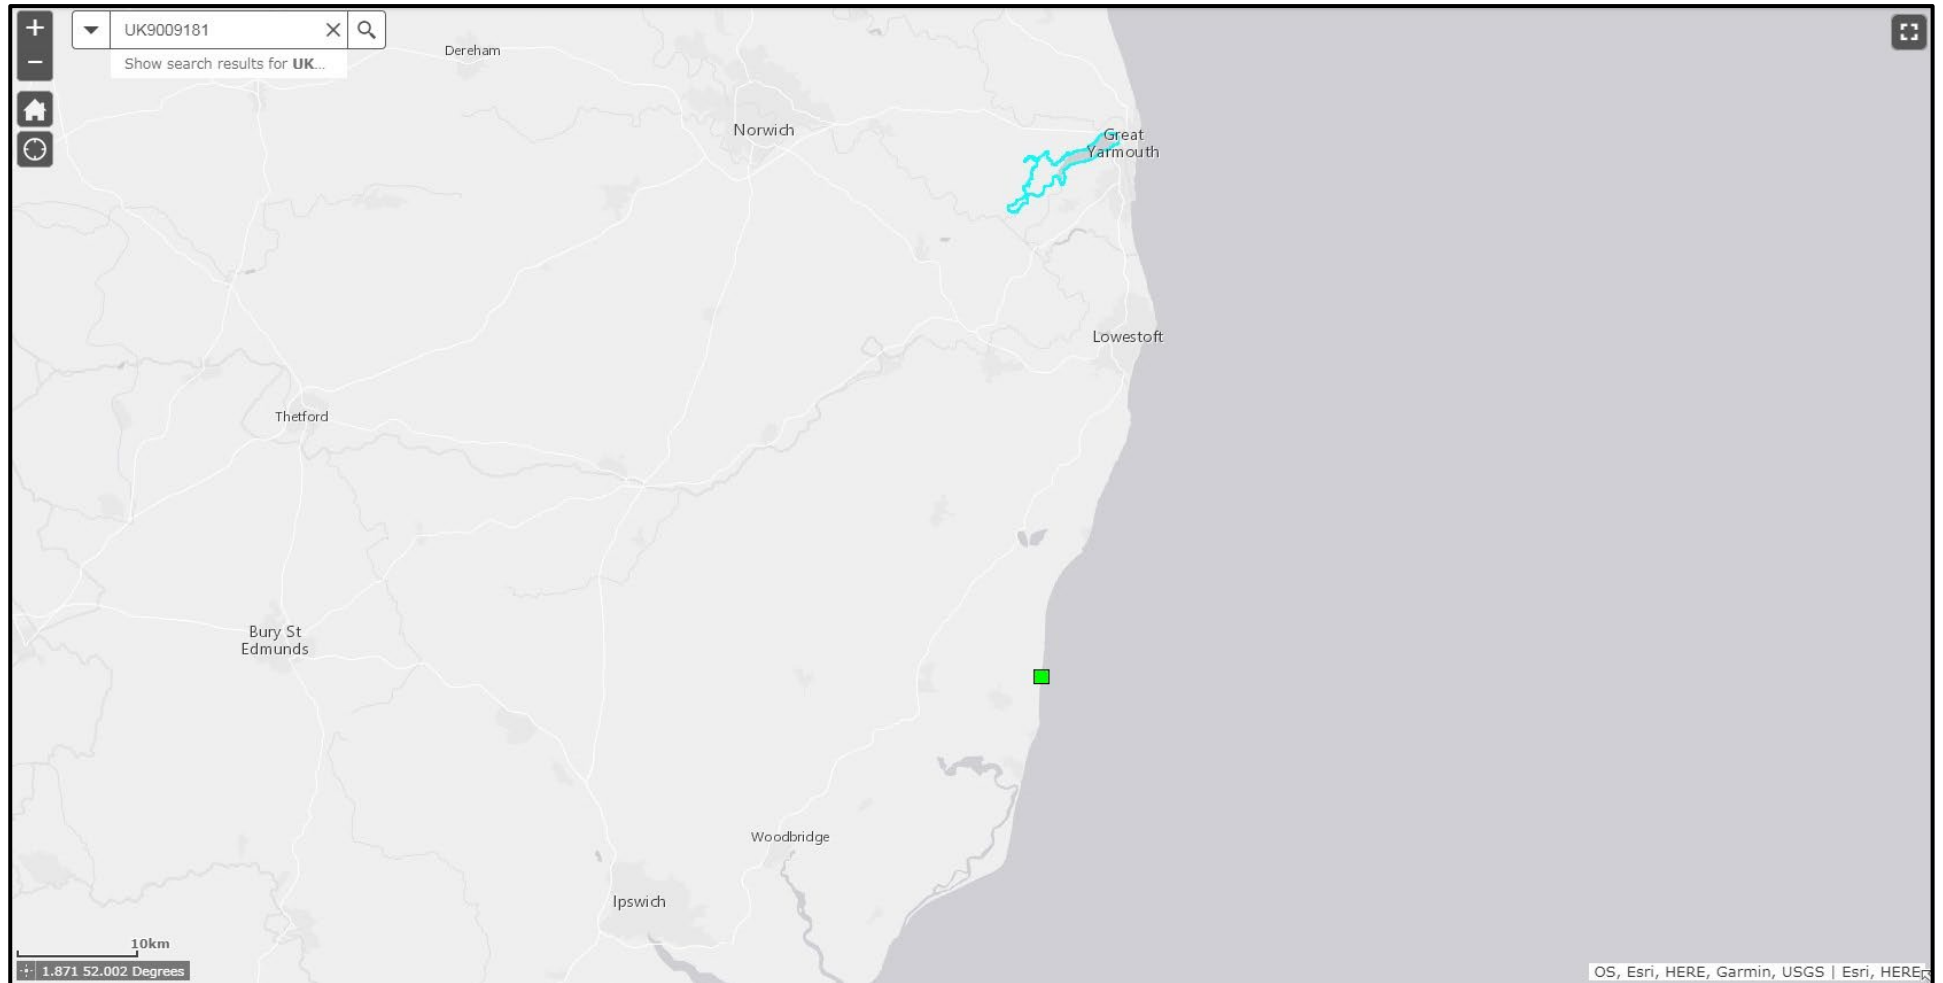 +
UK9009181
Show search results for UK...
−
Dereham
Norwich
Great
Yarmouth
Lowestoft
Thetford
Bury St
Edmunds
Woodbridge
Ipswich
10km
1.871 52.002 Degrees
OS, Esri, HERE, Garmin, USGS | Esri, HERE